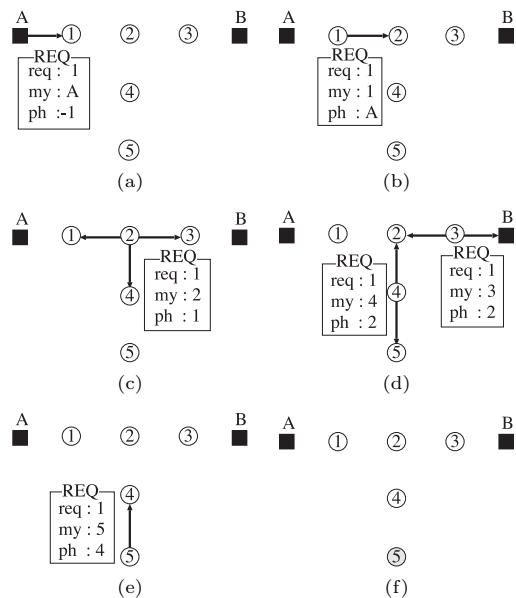 A B A B
1 2 3 1 2 3
REQ
req : 1
my : A
ph :-1
4
5
REQ
req : 1
my : 1
ph : A
4
5
(a) (b)
A B A B
1 2 3 1 2 3
REQ
req : 1
my : 2
ph : 1
4
5
REQ
req : 1
my : 4
ph : 2
4
5
REQ
req : 1
my : 3
ph : 2
(c) (d)
A B A B
1 2 3 1 2 3
REQ
req : 1
my : 5
ph : 4
4
5
4
5
(e) (f)